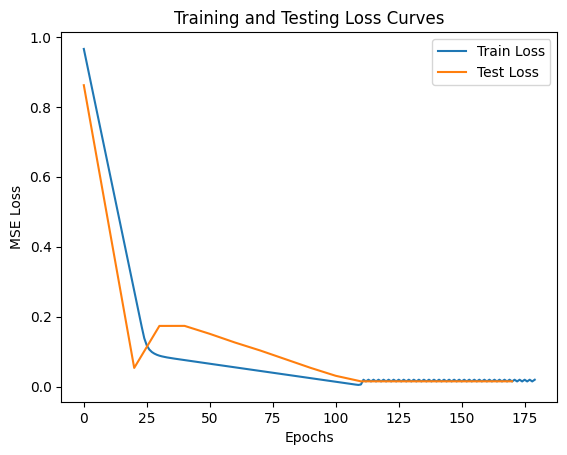 Training and Testing Loss Curves
Train Loss
Test Loss
MSE Loss
1.0
0.8
0.6
0.4
0.2
0.0
0 25 50 75 100 125 150 175
Epochs